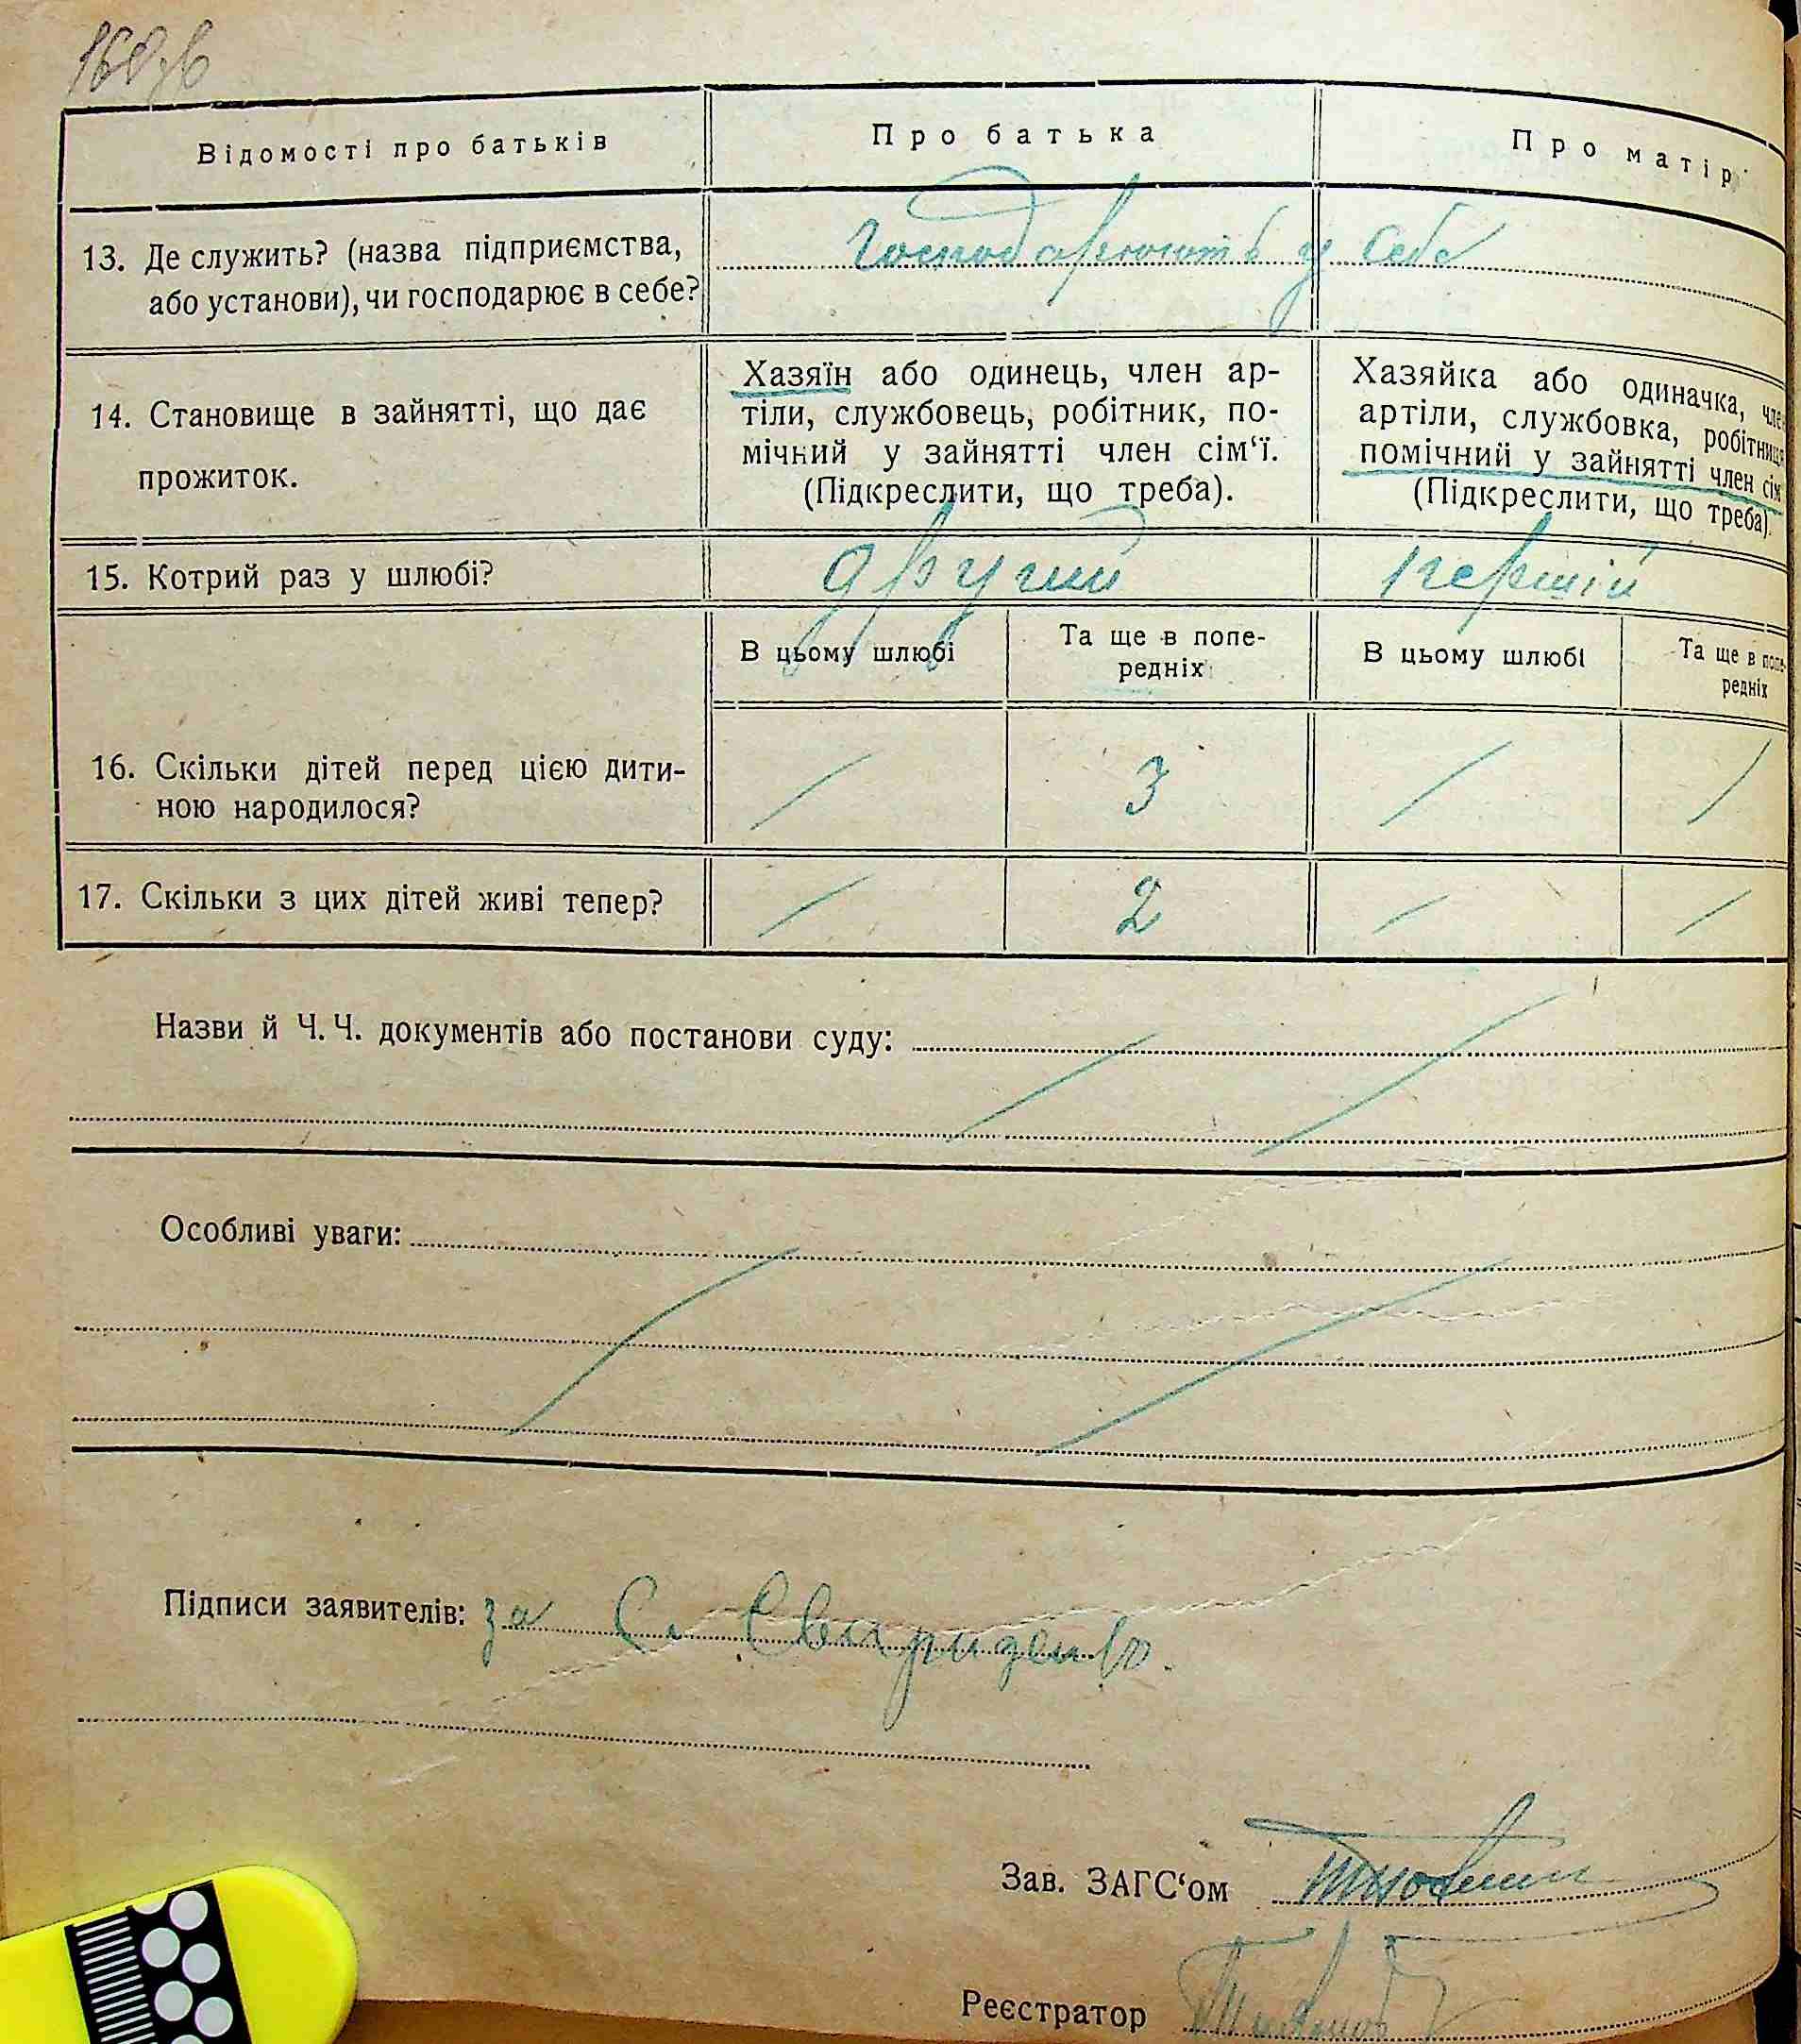 Відомості про батьків
Про батька
Про матір
13. Де служить? (назва підприємства,
або установи), чи господарює в себе?
Господарюють у себе
14. Становище в зайнятті, що дає
прожиток.
Хазяїн або одинець, член ар-
тіли, службовець, робітник, по-
мічний у зайнятті член сім‘ї.
(Підкреслити, що треба).
Хазяйка або одиначка, чле
артіли, службовка, робітниця
помічний у зайнятті член сім
(Підкреслити, що треба).
15. Котрий раз у шлюбі?
другий
першій
В цьому шлюбі
Та ще в попе-
редніх
В цьому шлюбі
Та ще в попе-
редніх
16. Скільки дітей перед цією дити-
ною народилося?
/ 3 / /
17. Скільки з цих дітей живі тепер?
/ 2 / /
Назви й Ч. Ч. документів або постанови суду:
Особливі уваги:
Підписи заявителів: за С. Свириденко.
Зав. ЗАГС‘ом
Реєстратор